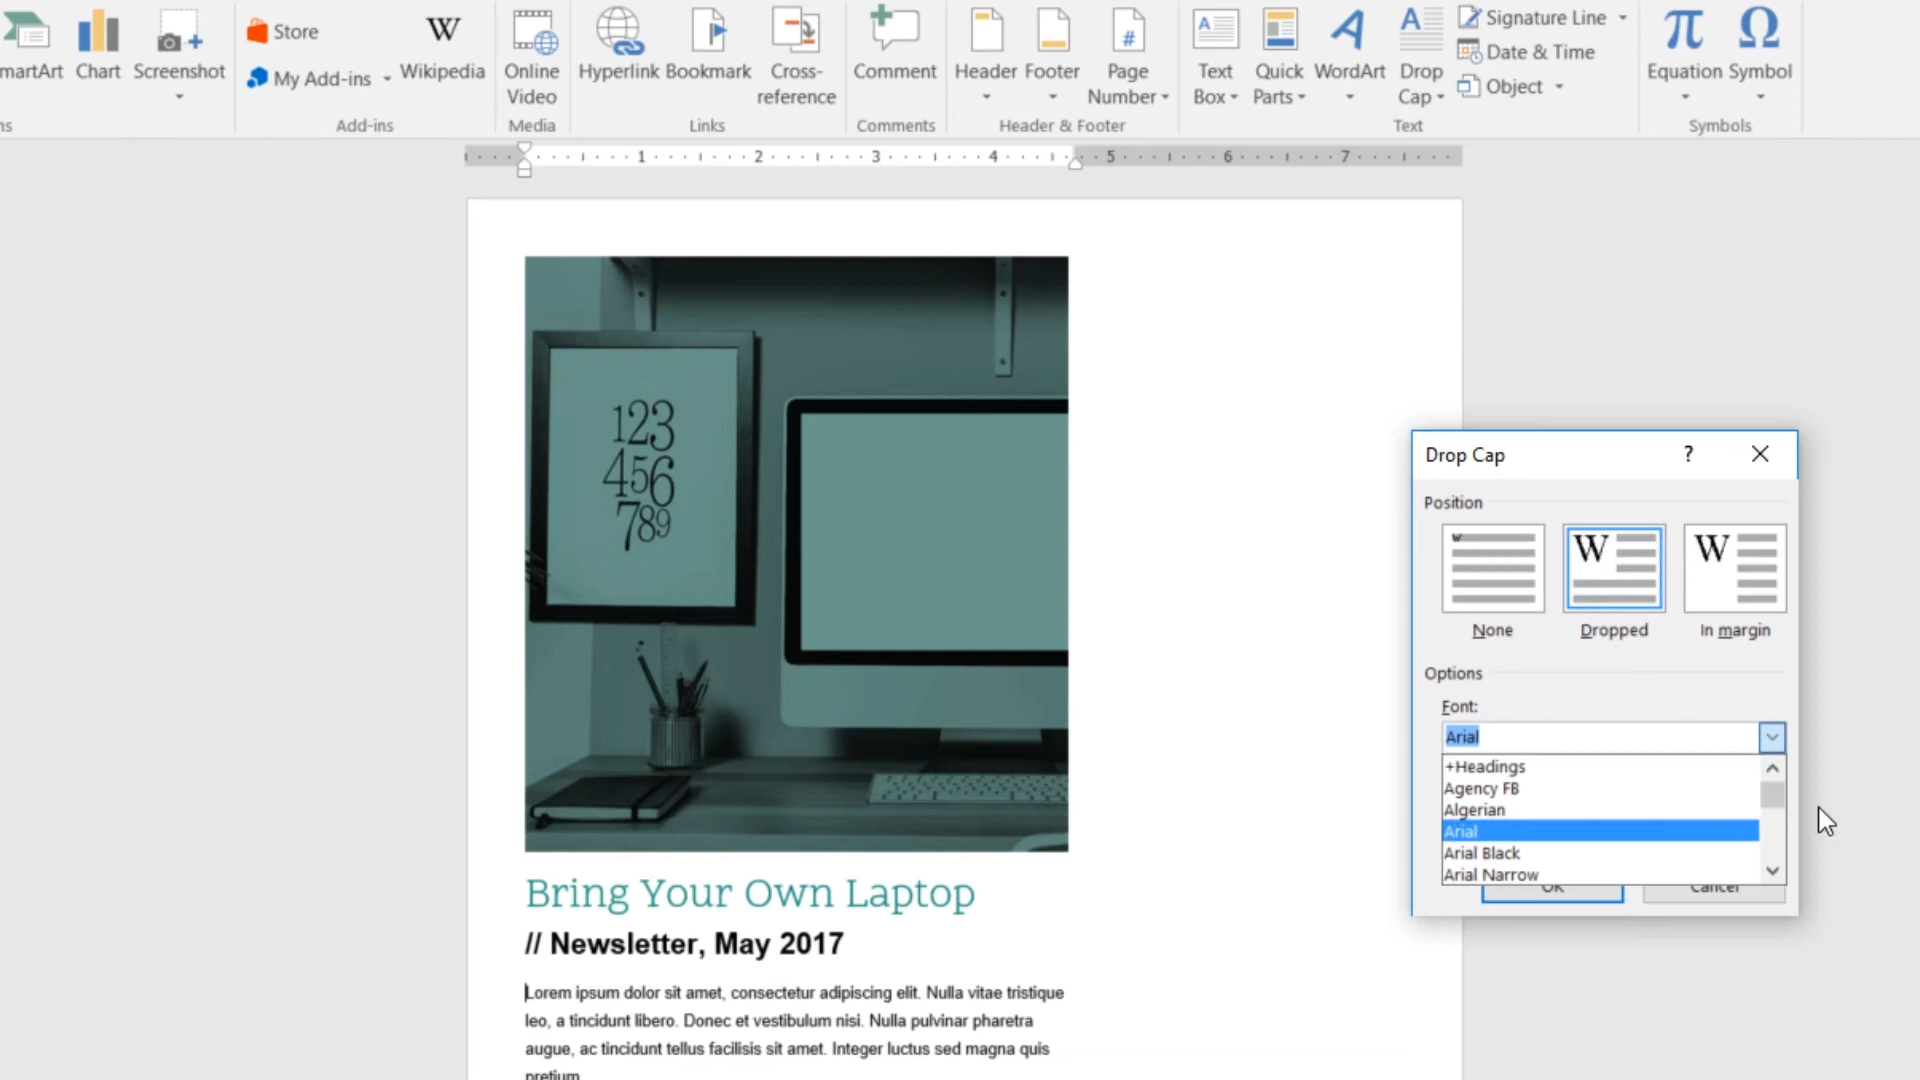 martArt
Chart
Screenshot
ns
Store
My Add-ins
W
Wikipedia
Add-ins
Online
Video
Media
Hyperlink
Bookmark
Cross-
reference
Links
Comment
Comments
Header
Footer
#
Page
Number
Header & Footer
A
Text
Box
Quick
Parts
A
WordArt
A
Drop
Cap
Signature Line
Date & Time
Object
Text
π
Equation
Ω
Symbol
Symbols
1 2 3 4 5 6 7
123
456
789
Bring Your Own Laptop
// Newsletter, May 2017
Lorem ipsum dolor sit amet, consectetur adipiscing elit. Nulla vitae tristique
leo, a tincidunt libero. Donec et vestibulum nisi. Nulla pulvinar pharetra
augue, ac tincidunt tellus facilisis sit amet. Integer luctus sed magna quis
pretium
Drop Cap
?
Position
W
W
W
None
Dropped
In margin
Options
Font:
Arial
+Headings
Agency FB
Algerian
Arial
Arial Black
Arial Narrow
OK
Cancel